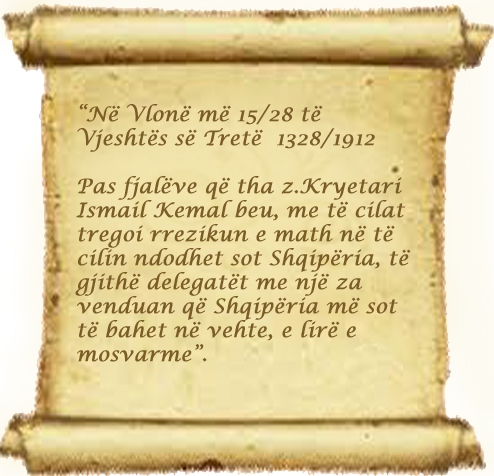 “Në Vlonë më 15/28 të
Vjeshtës së Tretë 1328/1912
Pas fjalëve që tha z.Kryetari
Ismail Kemal beu, me të cilat
tregoi rrezikun e math në të
cilin ndodhet sot Shqipëria, të
gjithë delegatët me një za
venduan që Shqipëria më sot
të bahet në vehte, e lirë e
mosvarme”.